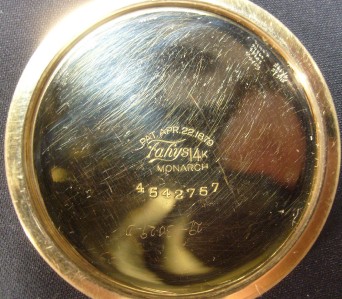 PAT. APR. 22. 1879
Fahys 14K
MONARCH
4542757